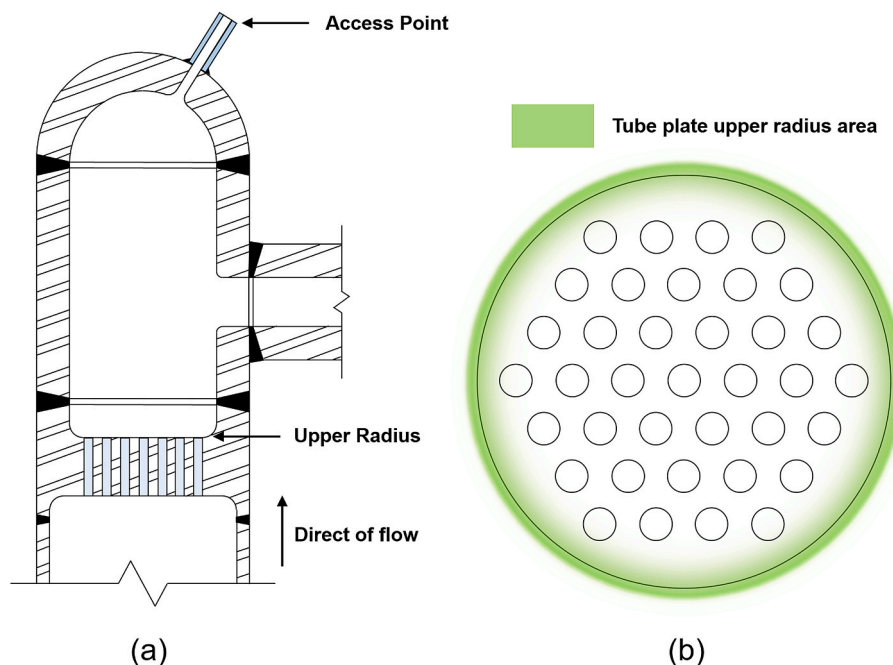 Access Point
Tube plate upper radius area
Upper Radius
Direct of flow
(a)
(b)